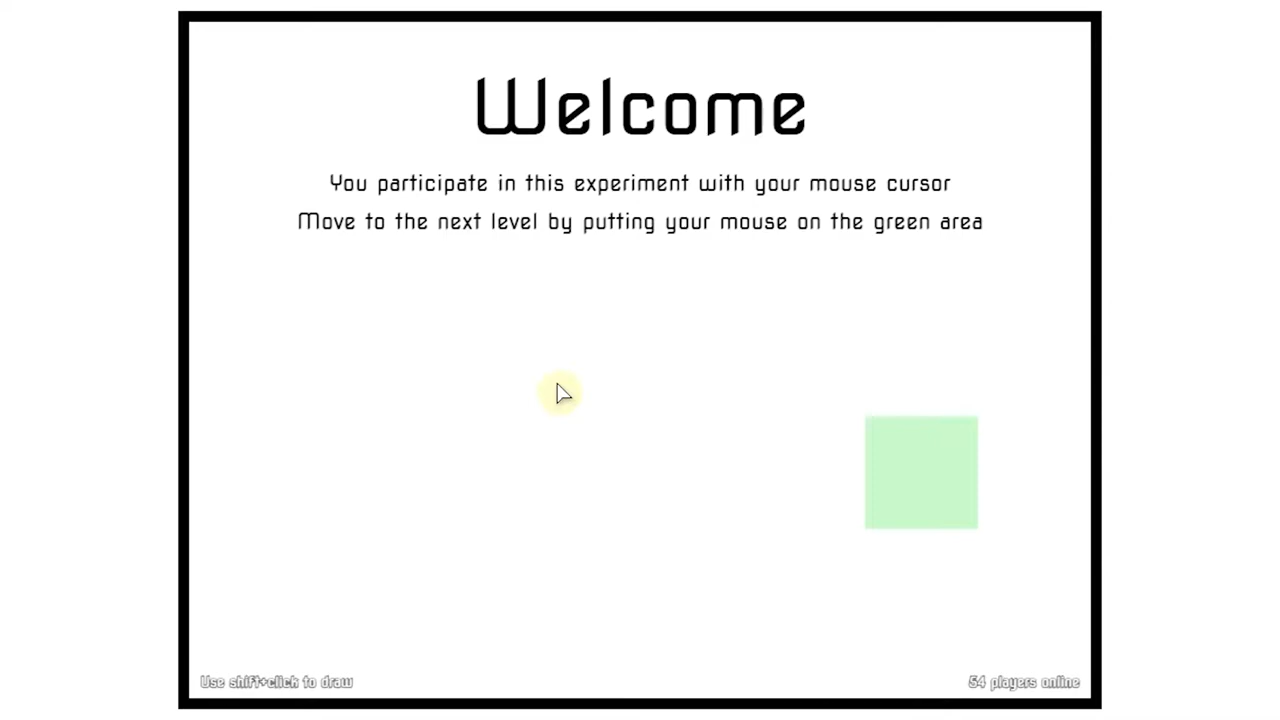 Welcome
You participate in this experiment with your mouse cursor
Move to the next level by putting your mouse on the green area
Use shift+click to draw
54 players online